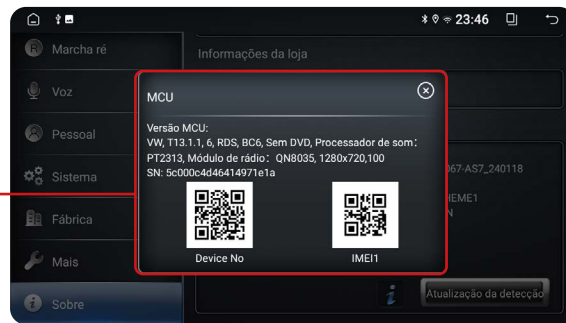 23:46
Marcha ré
Informações da loja
Voz
MCU
Versão MCU:
VW, T13.1.1, 6, RDS, BC6, Sem DVD, Processador de som:
PT2313, Módulo de rádio: QN8035, 1280x720,100
SN: 5c000c4d46414971e1a
Pessoal
067-AS7_240118
Sistema
HEME1
N
Fábrica
Device No
IMEI1
Mais
Atualização da detecção
Sobre